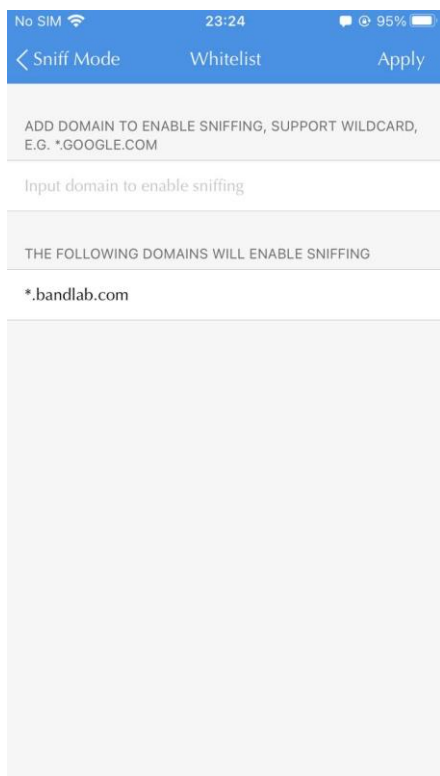 No SIM 23:24 95%
Sniff Mode Whitelist Apply
ADD DOMAIN TO ENABLE SNIFFING, SUPPORT WILDCARD,
E.G. *.GOOGLE.COM
Input domain to enable sniffing
THE FOLLOWING DOMAINS WILL ENABLE SNIFFING
*.bandlab.com